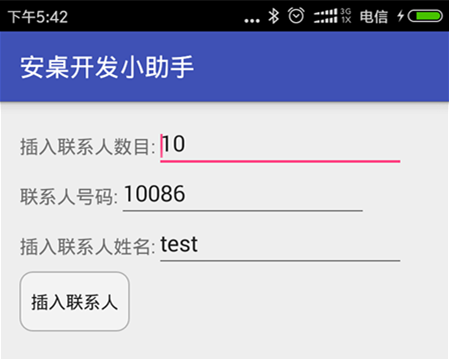 下午5:42 ... 3G 1X 电信
安桌开发小助手
插入联系人数目: 10
联系人号码: 10086
插入联系人姓名: test
插入联系人